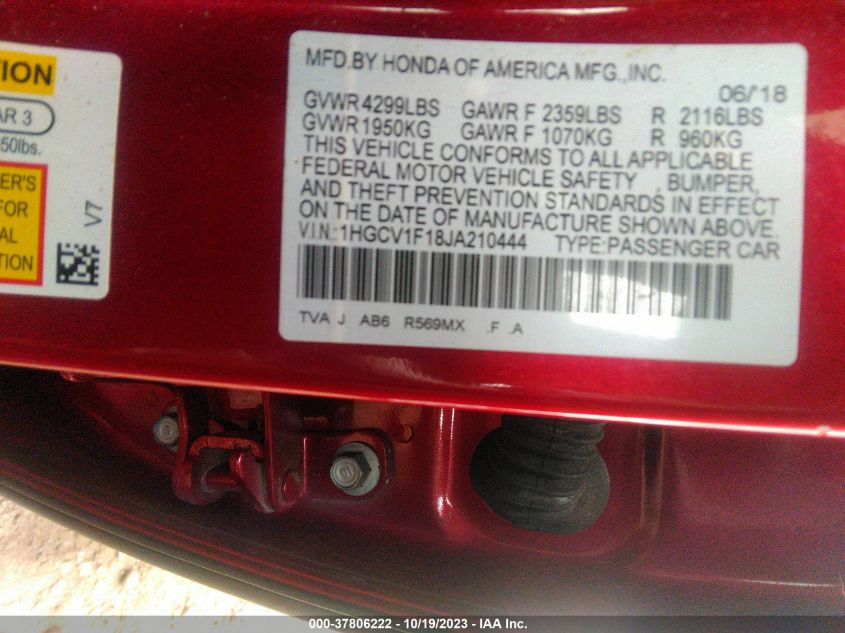 TION
AR 3
50lbs.
ER'S
FOR
AL
TION
V7
MFD.BY HONDA OF AMERICA MFG.,INC.
06/'18
GVWR 4299LBS GAWR F 2359LBS R 2116LBS
GVWR 1950KG GAWR F 1070KG R 960KG
THIS VEHICLE CONFORMS TO ALL APPLICABLE
FEDERAL MOTOR VEHICLE SAFETY , BUMPER,
AND THEFT PREVENTION STANDARDS IN EFFECT
ON THE DATE OF MANUFACTURE SHOWN ABOVE.
V.I.N.:1HGCV1F18JA210444 TYPE:PASSENGER CAR
TVA J AB6 R569MX .F .A
000-37806222 - 10/19/2023 - IAA Inc.